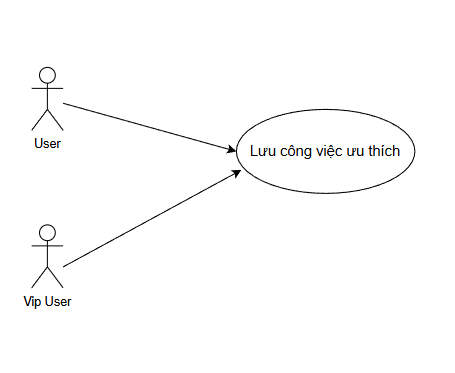 User
Lưu công việc ưu thích
Vip User